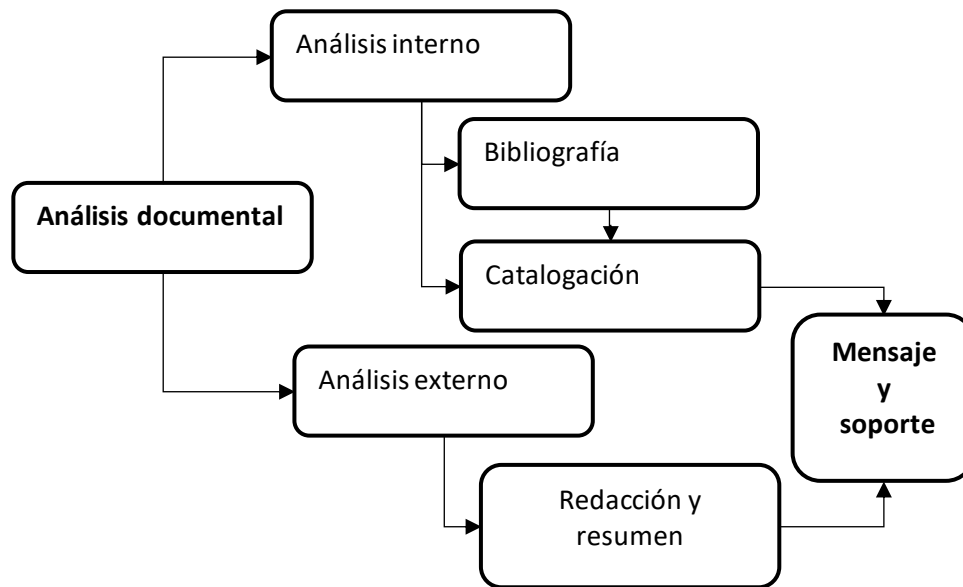 Análisis interno
Bibliografía
Análisis documental
Catalogación
Mensaje
y
soporte
Análisis externo
Redacción y
resumen